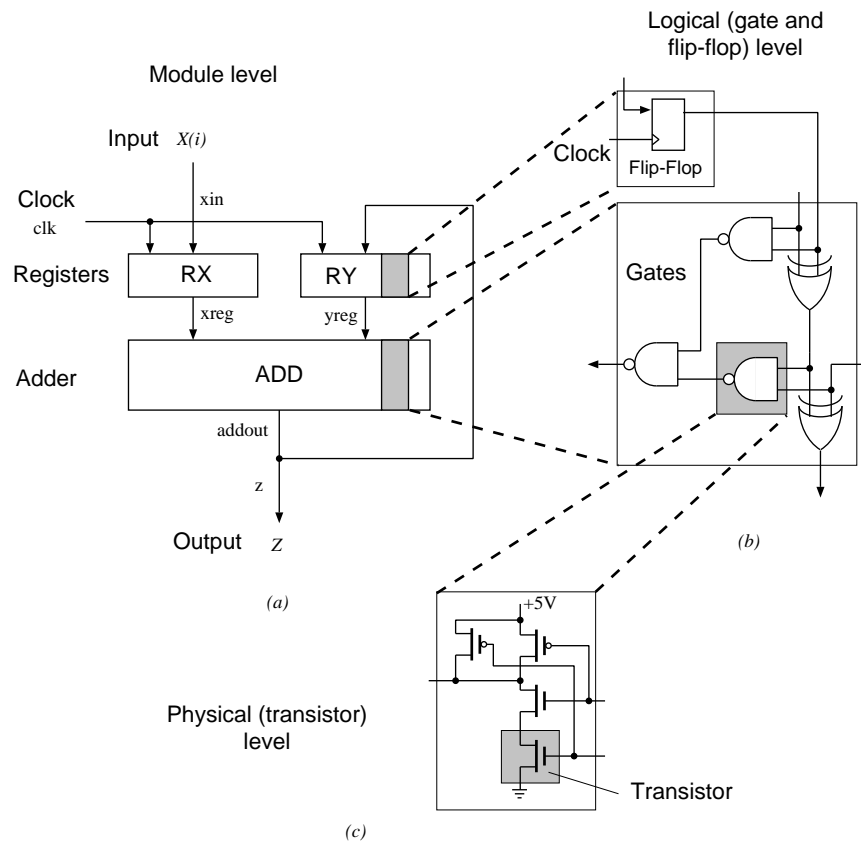 Logical (gate and
flip-flop) level
Module level
Input X(i)
Clock
clk
xin
Clock
Flip-Flop
Registers
RX
RY
Gates
xreg
yreg
Adder
ADD
addout
z
Output Z
(a)
(b)
+5V
Physical (transistor)
level
Transistor
(c)